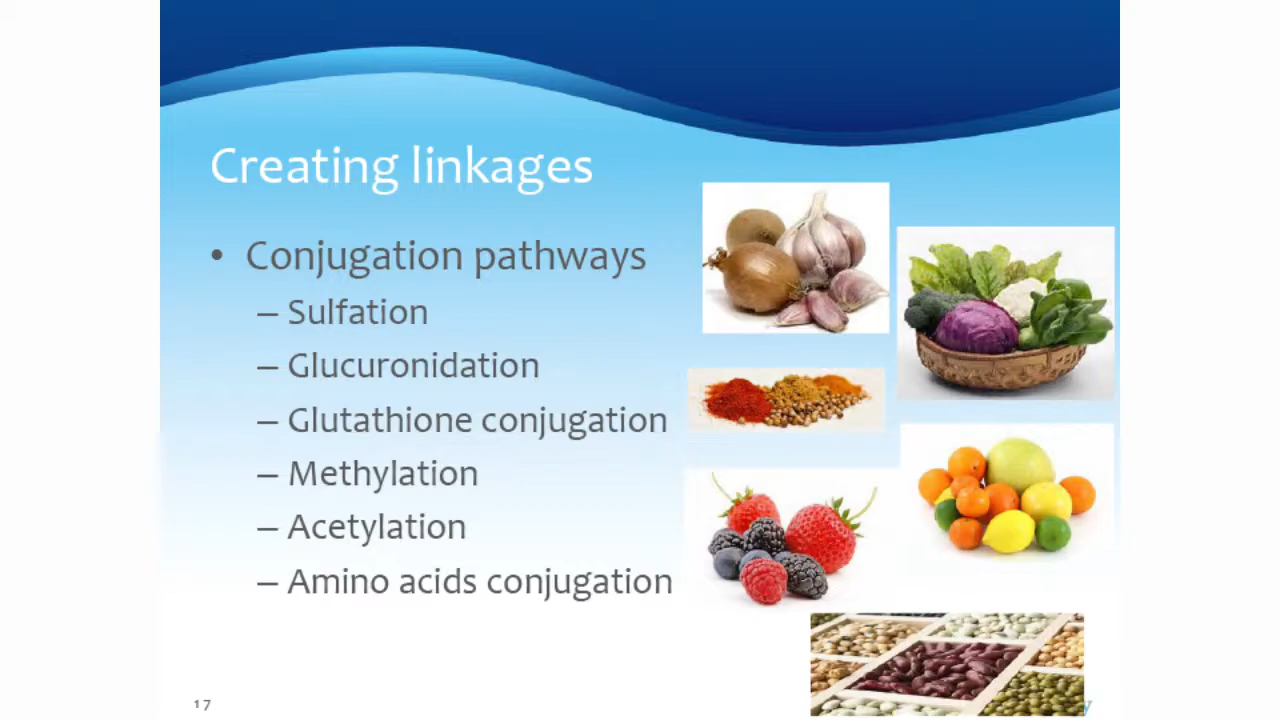 Creating linkages
• Conjugation pathways
– Sulfation
– Glucuronidation
– Glutathione conjugation
– Methylation
– Acetylation
– Amino acids conjugation
17